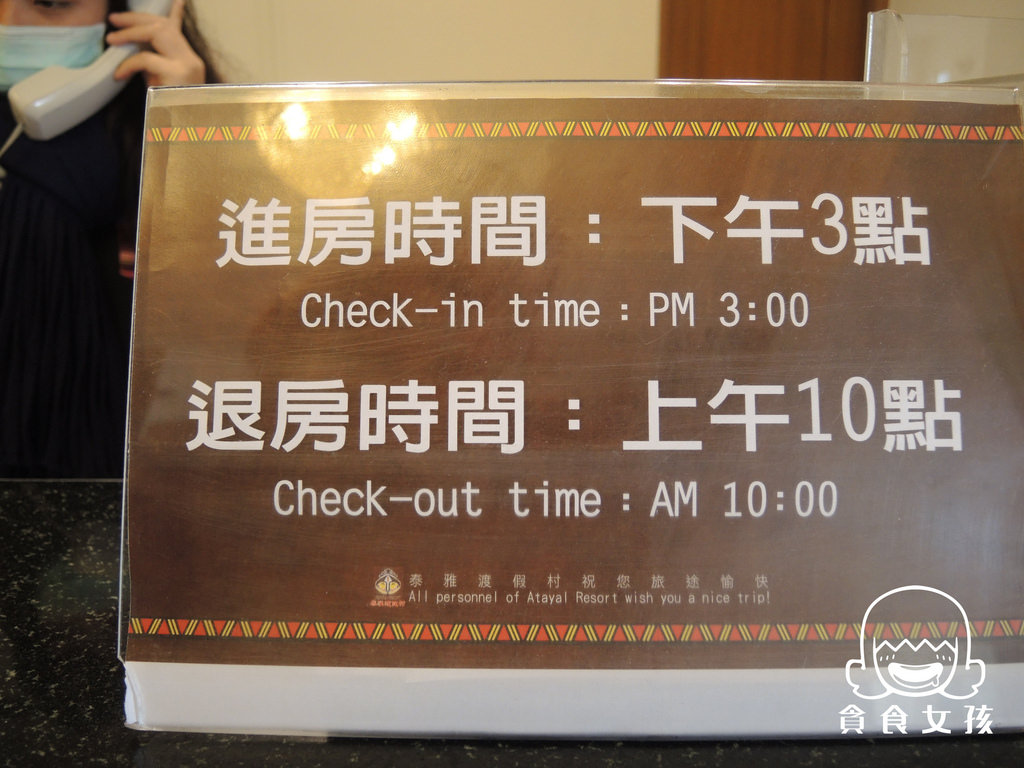 進房時間：下午3點
Check-in time：PM 3:00
退房時間：上午10點
Check-out time：AM 10:00
泰雅渡假村祝您旅途愉快
All personnel of Atayal Resort wish you a nice trip!
貪食女孩